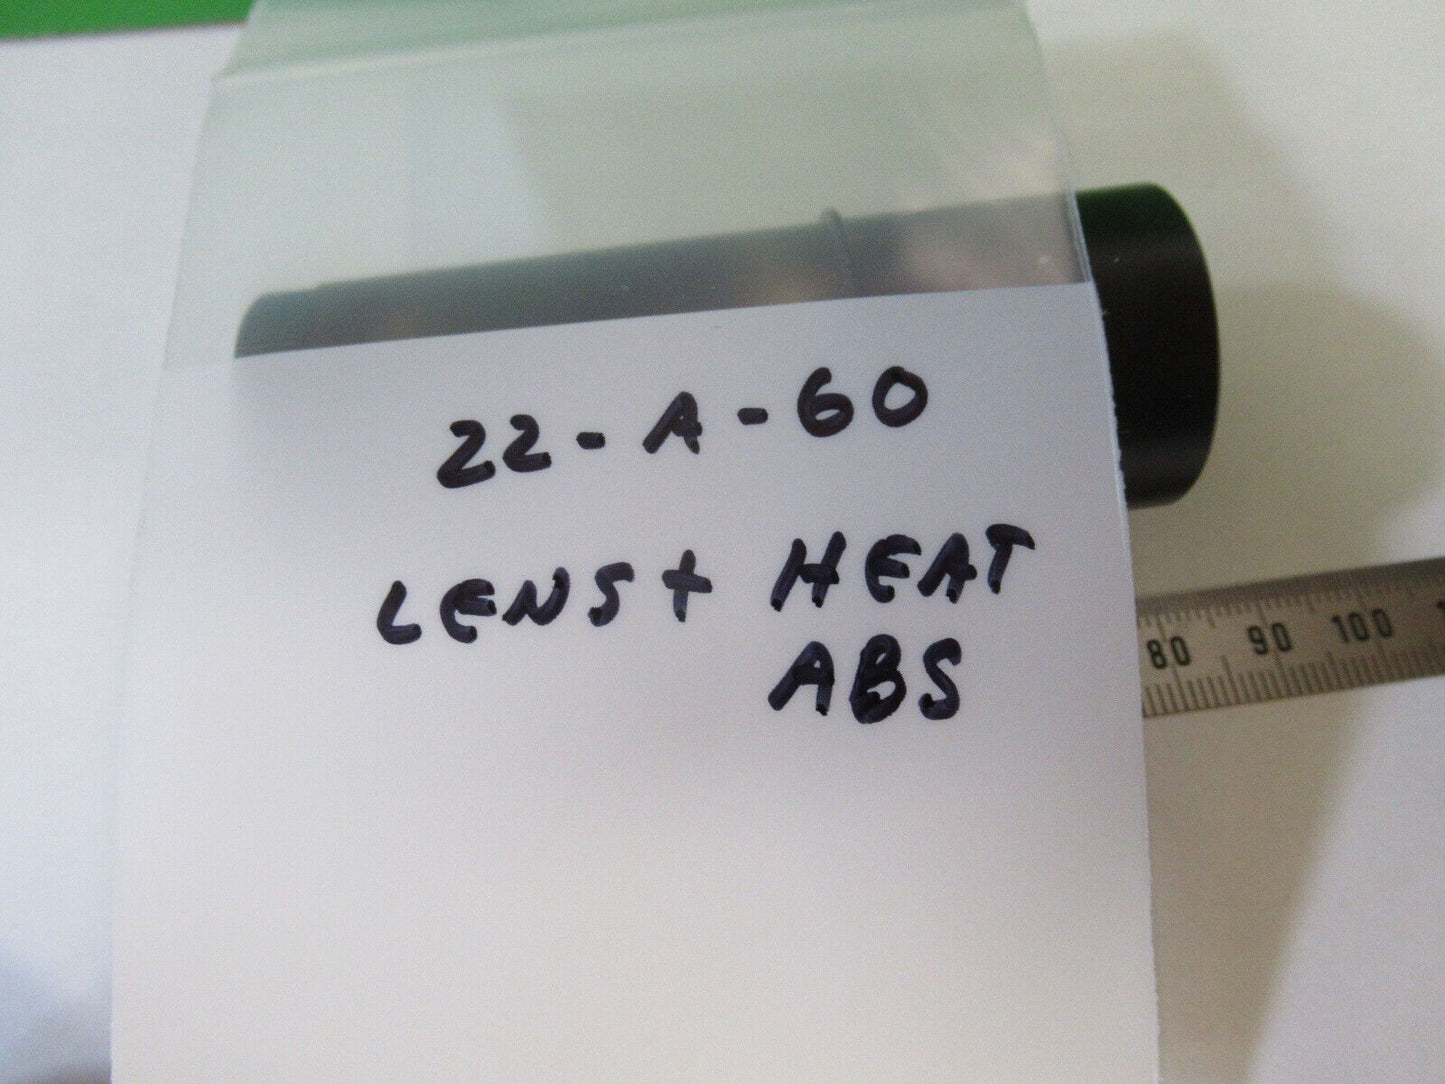 22-A-60
LENS + HEAT
ABS
80 90 100